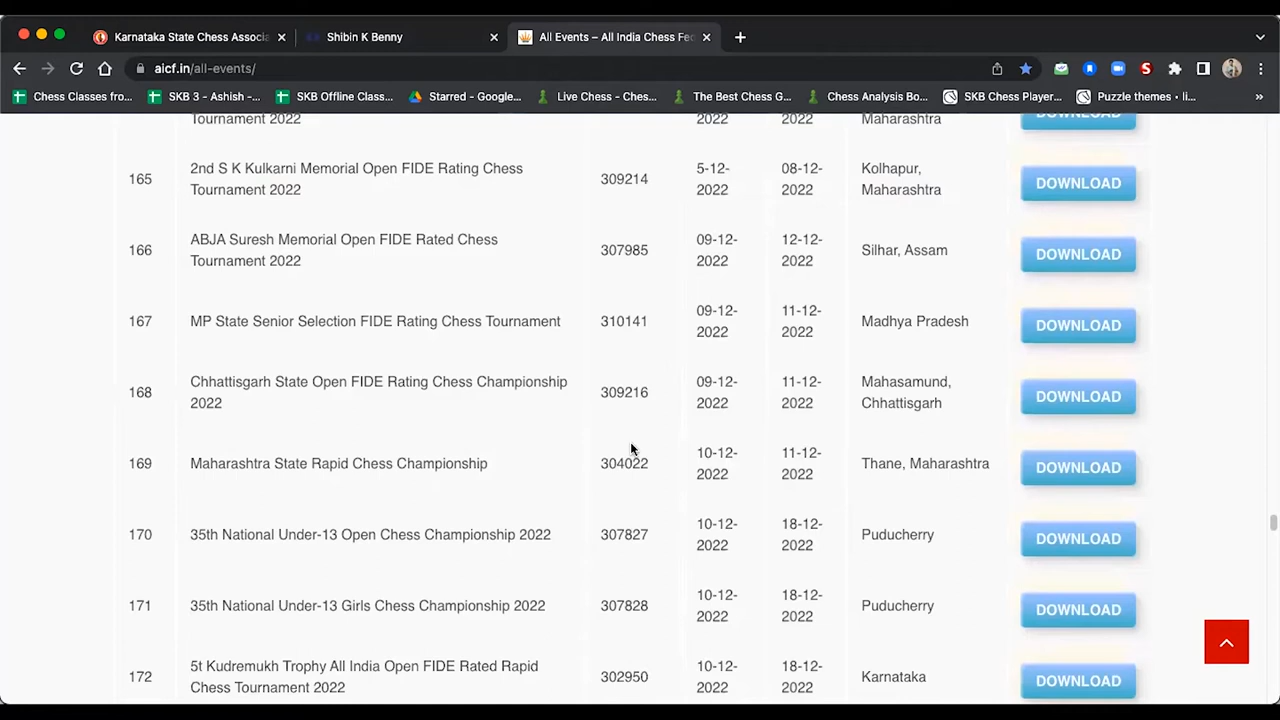 Karnataka State Chess Associa
Shibin K Benny
All Events – All India Chess Fed
aicf.in/all-events/
Chess Classes fro...
SKB 3 - Ashish -...
SKB Offline Class...
Starred - Google...
Live Chess - Ches...
The Best Chess G...
Chess Analysis Bo...
SKB Chess Player...
Puzzle themes • li...
»
Tournament 2022
2022
2022
Maharashtra
DOWNLOAD
165
2nd S K Kulkarni Memorial Open FIDE Rating Chess
Tournament 2022
309214
5-12-
2022
08-12-
2022
Kolhapur,
Maharashtra
DOWNLOAD
166
ABJA Suresh Memorial Open FIDE Rated Chess
Tournament 2022
307985
09-12-
2022
12-12-
2022
Silhar, Assam
DOWNLOAD
167
MP State Senior Selection FIDE Rating Chess Tournament
310141
09-12-
2022
11-12-
2022
Madhya Pradesh
DOWNLOAD
168
Chhattisgarh State Open FIDE Rating Chess Championship
2022
309216
09-12-
2022
11-12-
2022
Mahasamund,
Chhattisgarh
DOWNLOAD
169
Maharashtra State Rapid Chess Championship
304022
10-12-
2022
11-12-
2022
Thane, Maharashtra
DOWNLOAD
170
35th National Under-13 Open Chess Championship 2022
307827
10-12-
2022
18-12-
2022
Puducherry
DOWNLOAD
171
35th National Under-13 Girls Chess Championship 2022
307828
10-12-
2022
18-12-
2022
Puducherry
DOWNLOAD
172
5t Kudremukh Trophy All India Open FIDE Rated Rapid
Chess Tournament 2022
302950
10-12-
2022
18-12-
2022
Karnataka
DOWNLOAD